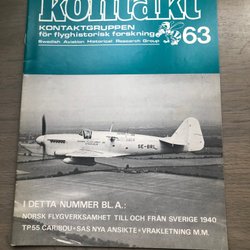 kontakt
KONTAKTGRUPPEN
för flyghistorisk forskning
Swedish Aviation Historical Research Group
63
SE-BRL
I DETTA NUMMER BL.A.:
NORSK FLYGVERKSAMHET TILL OCH FRÅN SVERIGE 1940
TP55 CARIBOU · SAS NYA ANSIKTE · VRAKLETNING M.M.